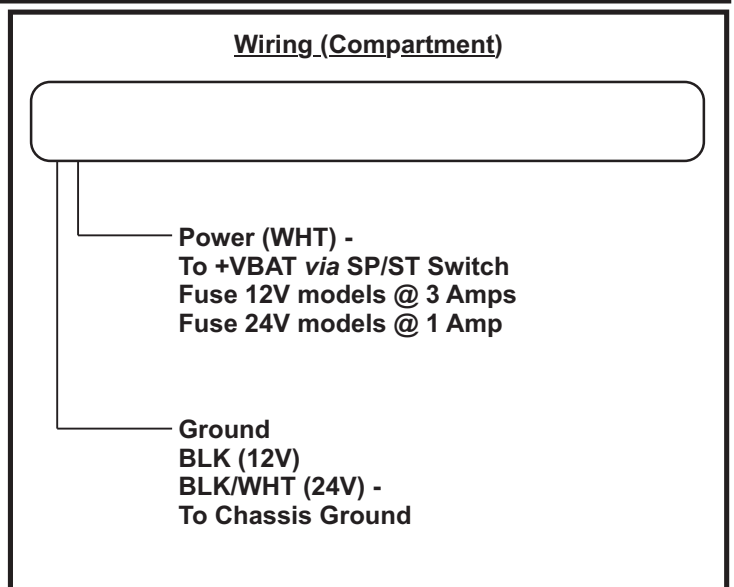 Wiring (Compartment)
Power (WHT) -
To +VBAT via SP/ST Switch
Fuse 12V models @ 3 Amps
Fuse 24V models @ 1 Amp
Ground
BLK (12V)
BLK/WHT (24V) -
To Chassis Ground